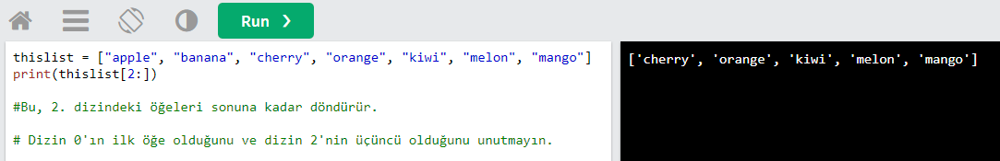 Run ❯
thislist = ["apple", "banana", "cherry", "orange", "kiwi", "melon", "mango"]
print(thislist[2:])
#Bu, 2. dizindeki öğeleri sonuna kadar döndürür.
# Dizin 0'ın ilk öğe olduğunu ve dizin 2'nin üçüncü olduğunu unutmayın.
['cherry', 'orange', 'kiwi', 'melon', 'mango']